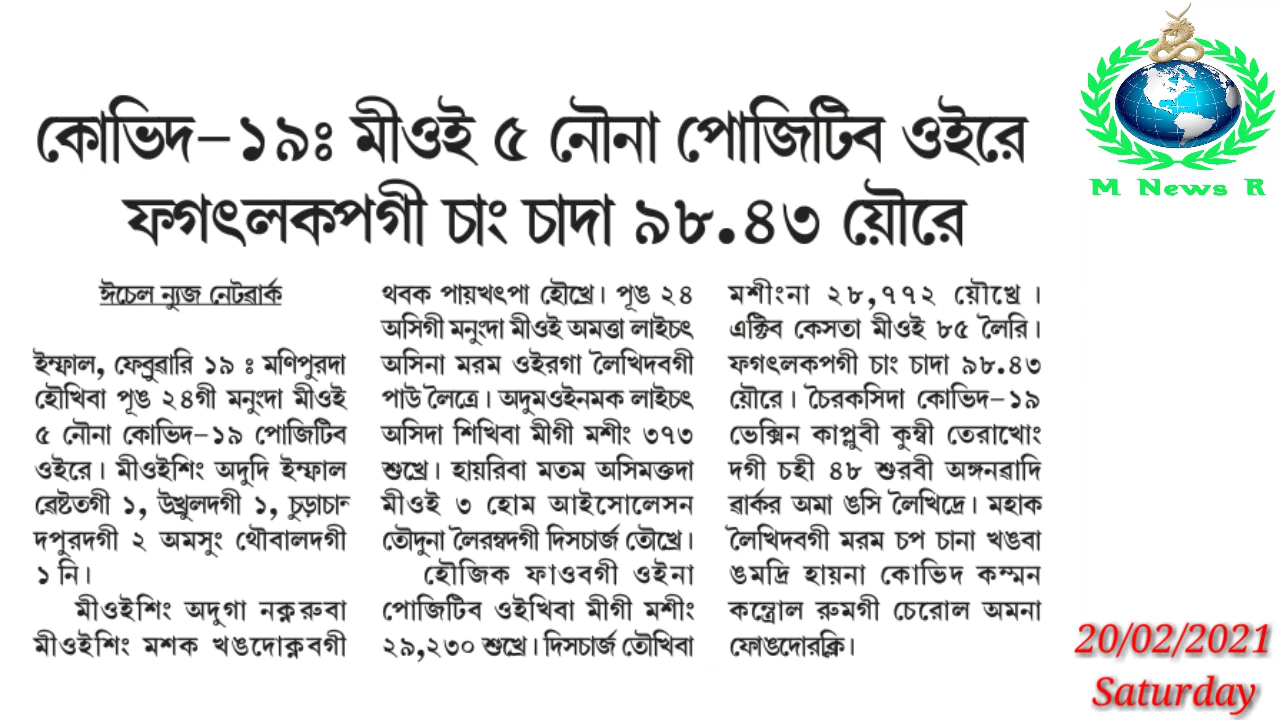 কোভিদ-১৯ঃ মীওই ৫ নৌনা পোজিটিব ওইরে
ফগৎলকপগী চাং চাদা ৯৮.৪৩ য়ৌরে
ঈচেল ন্যুজ নেটৱার্ক
ইম্ফাল, ফেব্রুৱারি ১৯ ঃ মণিপুরদা
হৌখিবা পূঙ ২৪গী মনুংদা মীওই
৫ নৌনা কোভিদ-১৯ পোজিটিব
ওইরে। মীওইশিং অদুদি ইম্ফাল
ৱেষ্টতগী ১, উখ্রুলদগী ১, চুড়াচান্দ
দপুরদগী ২ অমসুং থৌবালদগী
১ নি।
মীওইশিং অদুগা নক্নরুবা
মীওইশিং মশক খঙদোক্নবগী
থবক পায়খৎপা হৌখ্রে। পূঙ ২৪
অসিগী মনুংদা মীওই অমত্তা লাইচৎ
অসিনা মরম ওইরগা লৈখিদবগী
পাউ লৈত্রে। অদুমওইনমক লাইচৎ
অসিদা শিখিবা মীগী মশীং ৩৭৩
শুখ্রে। হায়রিবা মতম অসিমক্তদা
মীওই ৩ হোম আইসোলেসন
তৌদুনা লৈরম্বদগী দিসচার্জ তৌখ্রে।
হৌজিক ফাওবগী ওইনা
পোজিটিব ওইখিবা মীগী মশীং
২৯,২৩০ শুখ্রে। দিসচার্জ তৌখিবা
মশীংনা ২৮,৭৭২ য়ৌখ্রে ।
এক্টিব কেসতা মীওই ৮৫ লৈরি।
ফগৎলকপগী চাং চাদা ৯৮.৪৩
য়ৌরে। চৈরকসিদা কোভিদ-১৯
ভেক্সিন কাপ্লুবী কুম্বী তেরাখোং
দগী চহী ৪৮ শুরবী অঙ্গনৱাদি
ৱার্কর অমা ঙসি লৈখিদ্রে। মহাক
লৈখিদবগী মরম চপ চানা খঙবা
ঙমদ্রি হায়না কোভিদ কম্মন
কন্ত্রোল রুমগী চেরোল অমনা
ফোঙদোরক্লি।
M News R
20/02/2021
Saturday